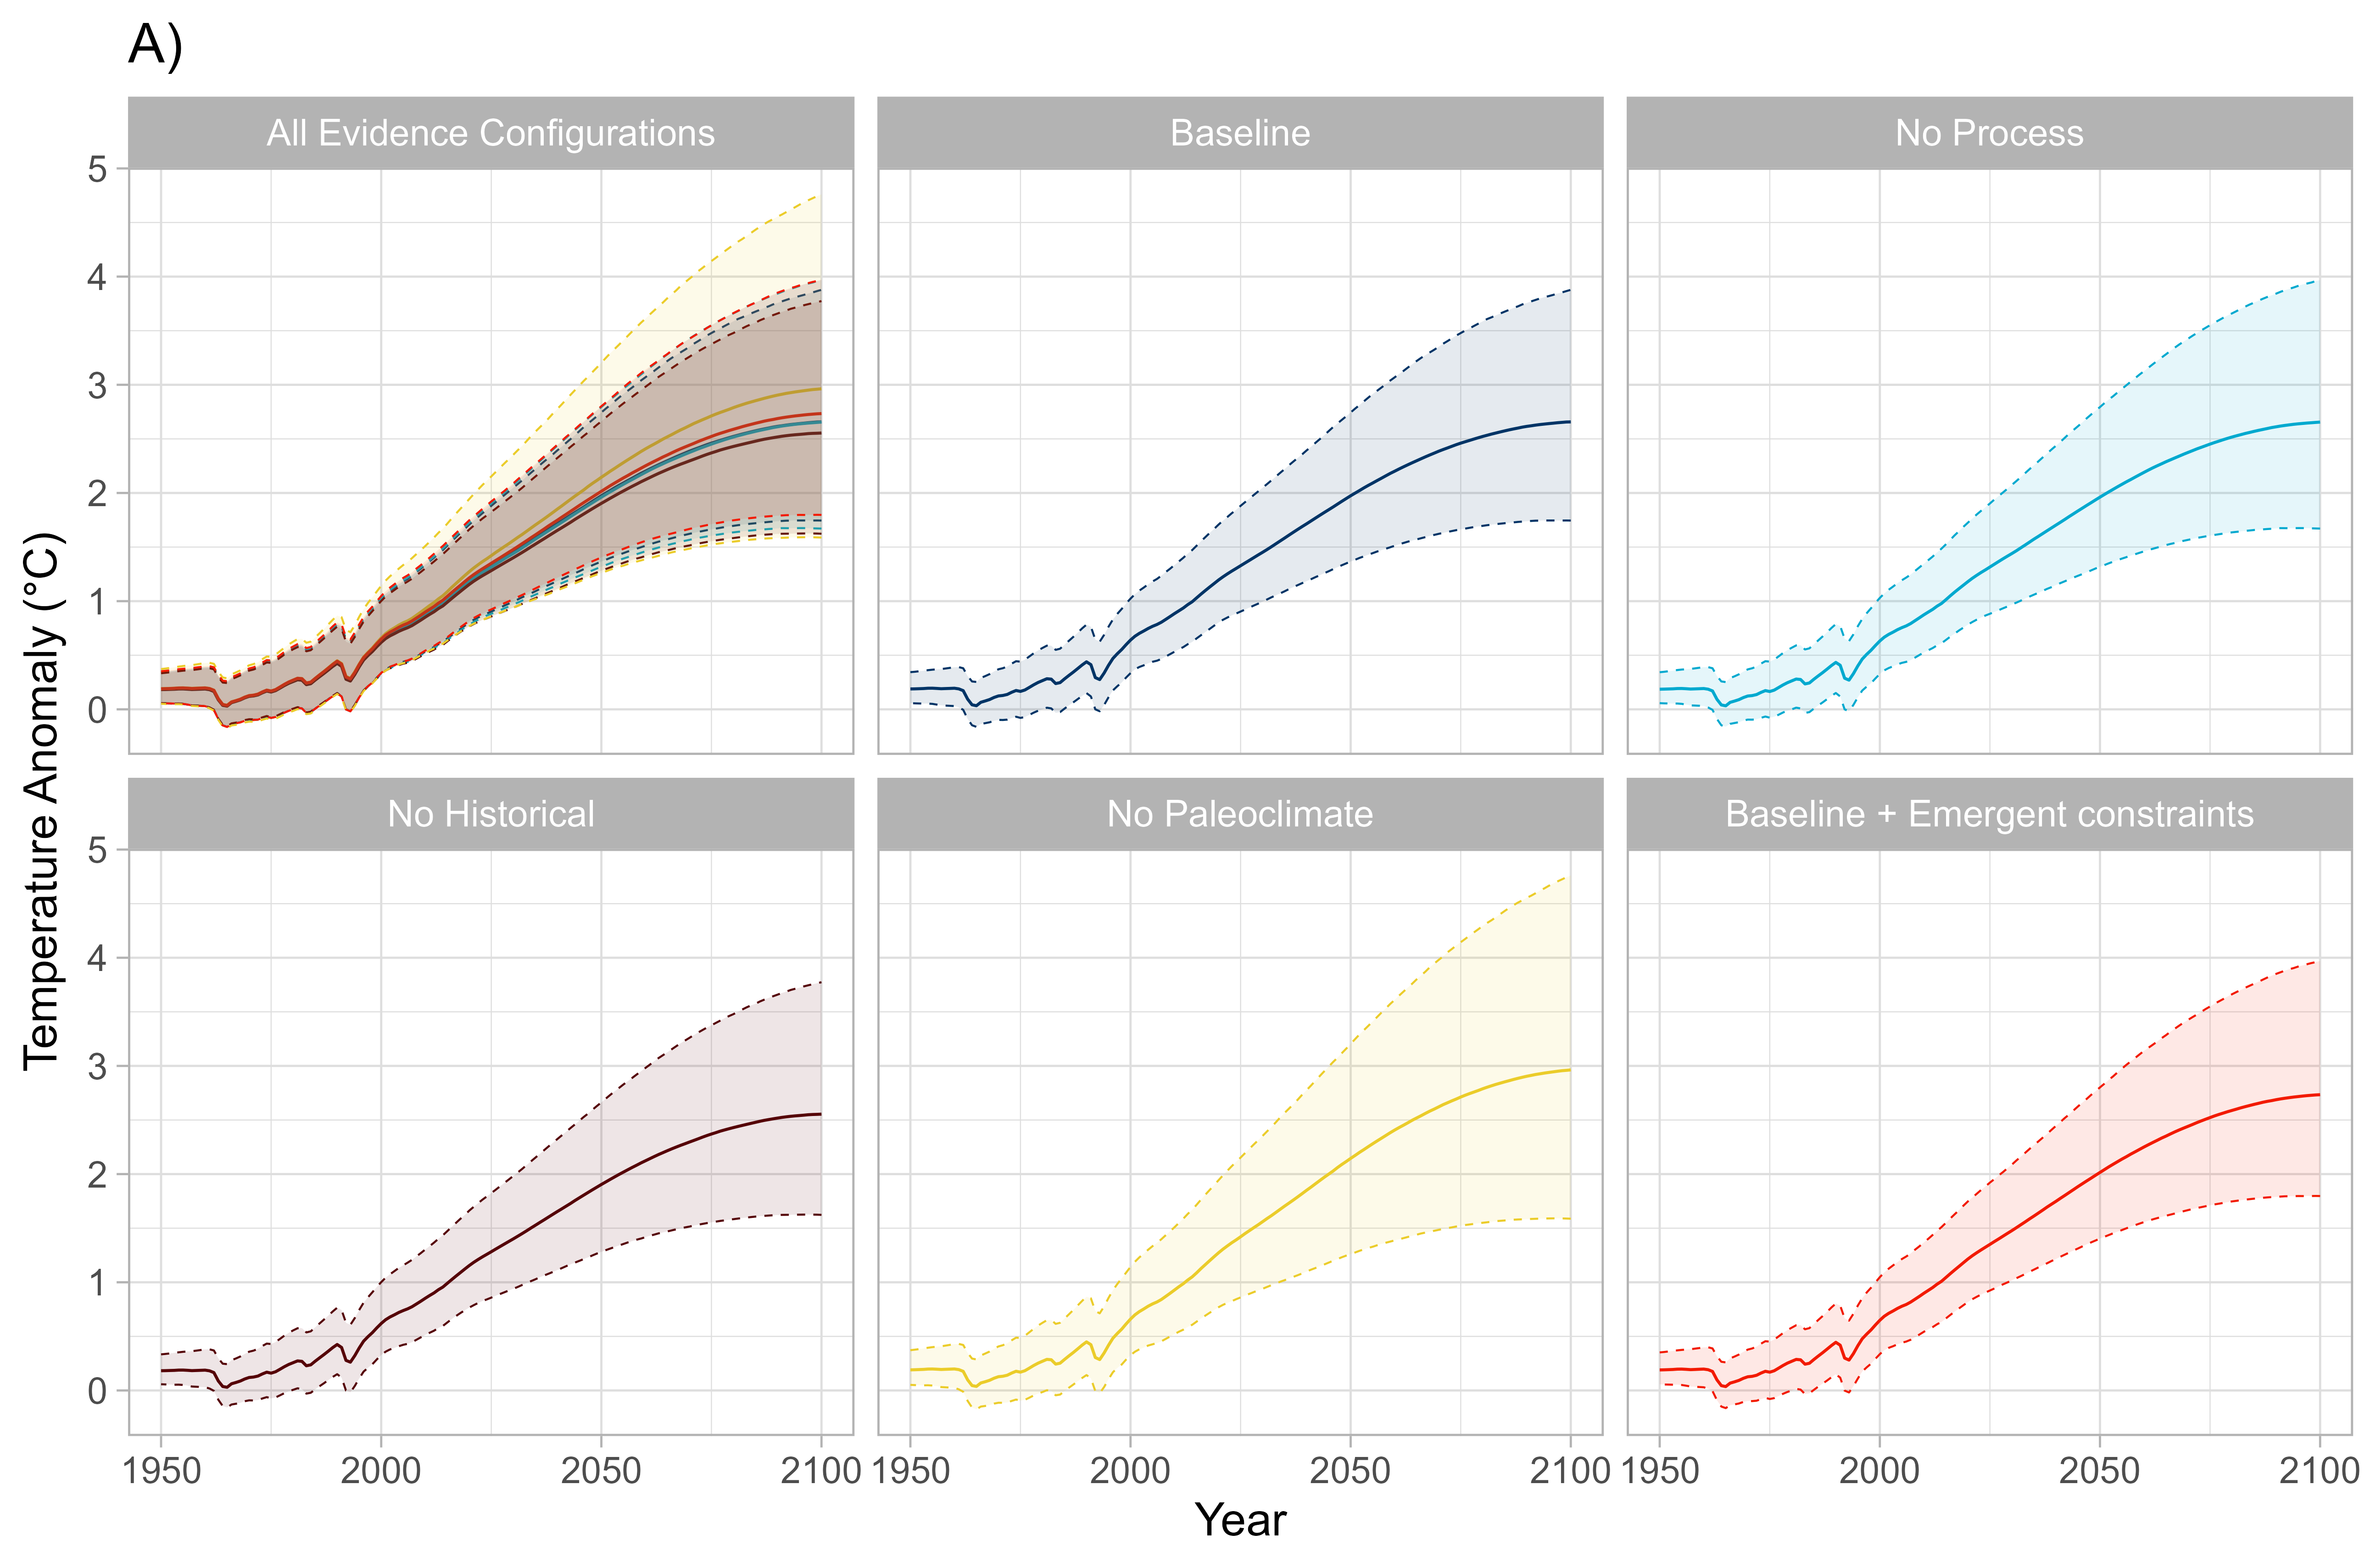 A)
All Evidence Configurations
Baseline
No Process
5
4
3
2
1
0
Temperature Anomaly (°C)
No Historical
No Paleoclimate
Baseline + Emergent constraints
5
4
3
2
1
0
1950 2000 2050 2100 1950 2000 2050 2100 1950 2000 2050 2100
Year